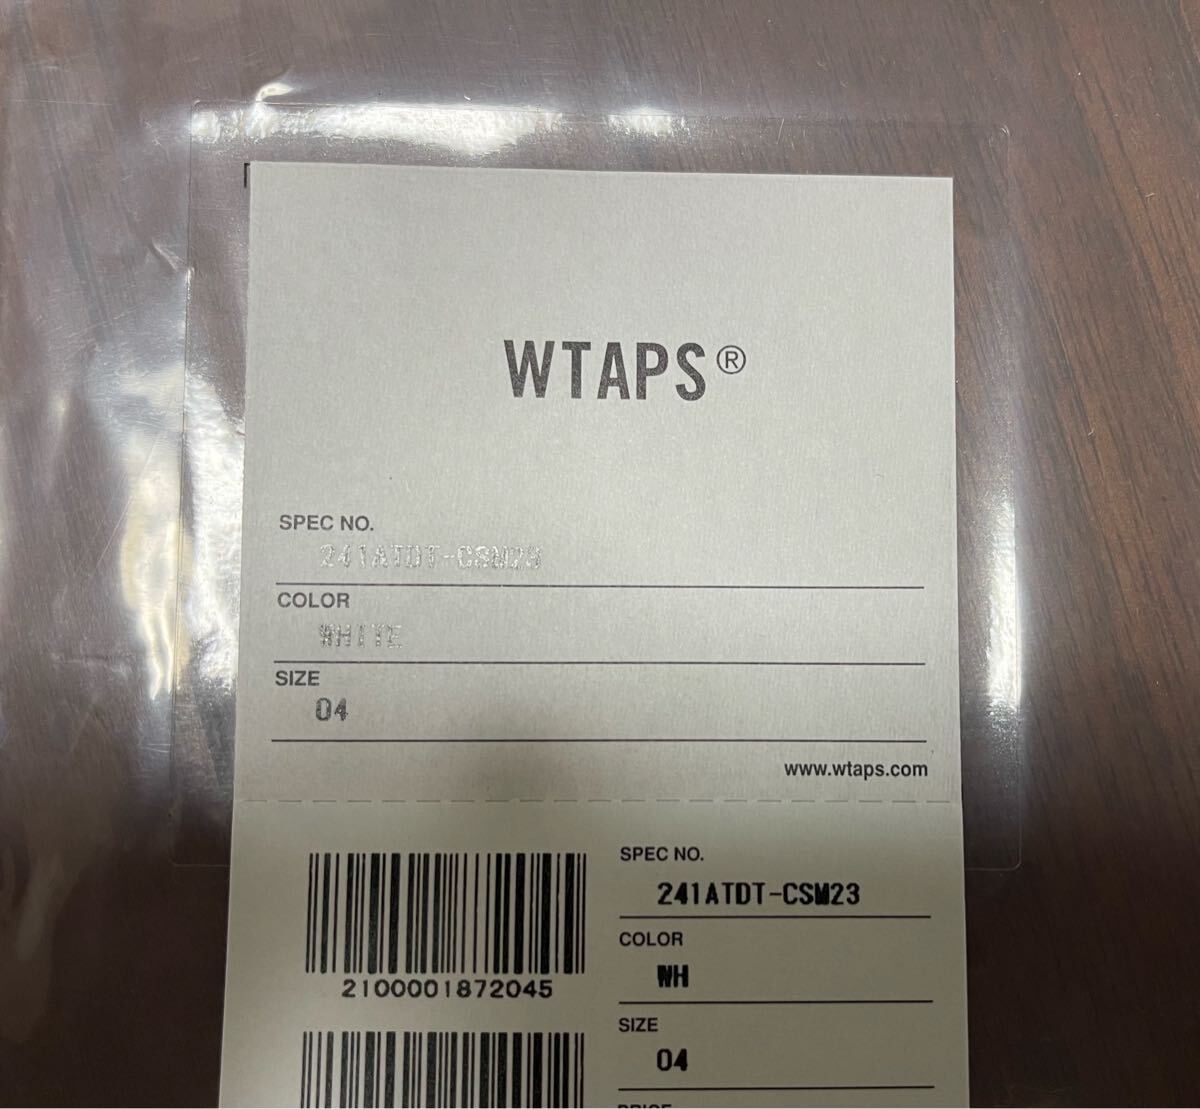 WTAPS®
SPEC NO.
241ATDT-CSM23
COLOR
WHITE
SIZE
04
www.wtaps.com
SPEC NO.
241ATDT-CSM23
2100001872045
COLOR
WH
SIZE
04
PRICE